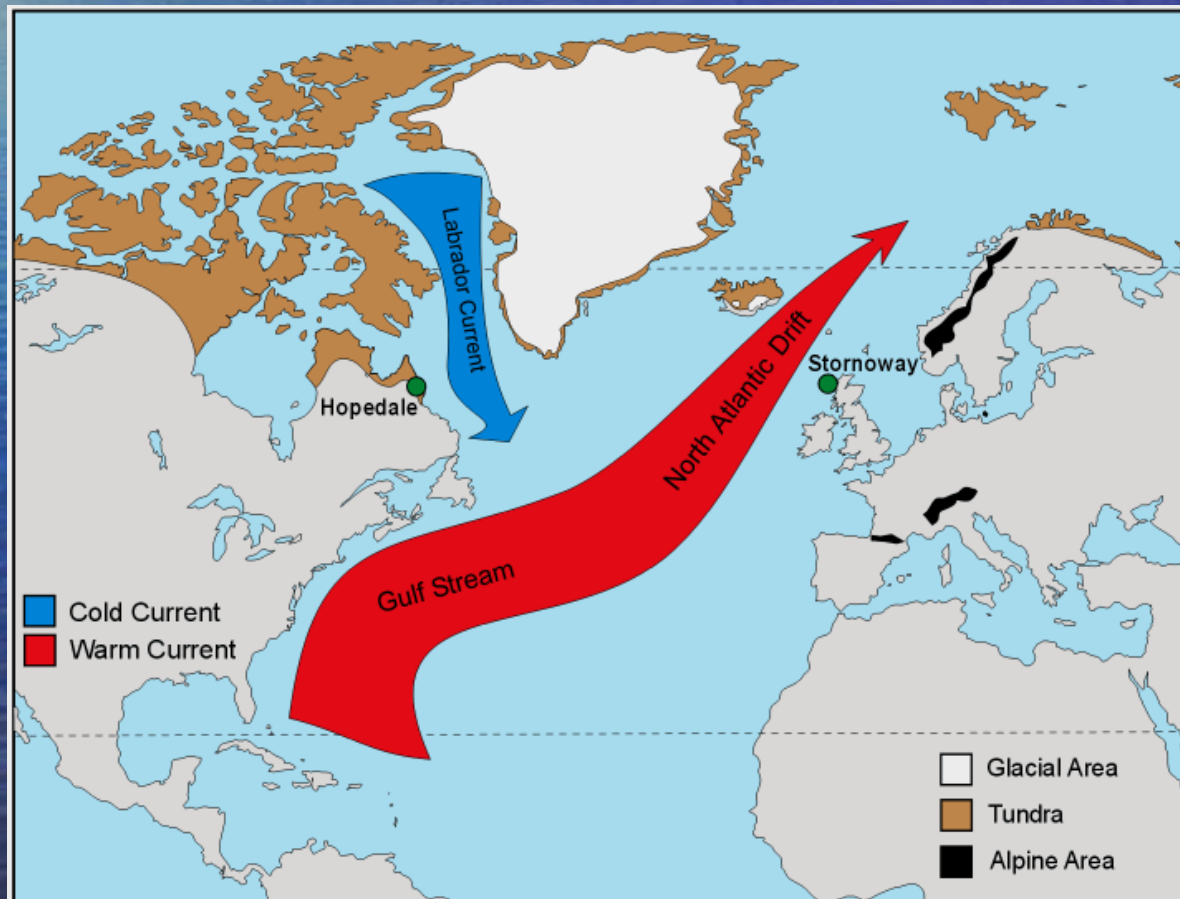 Labrador Current
Hopedale
Stornoway
North Atlantic Drift
Gulf Stream
Cold Current
Warm Current
Glacial Area
Tundra
Alpine Area